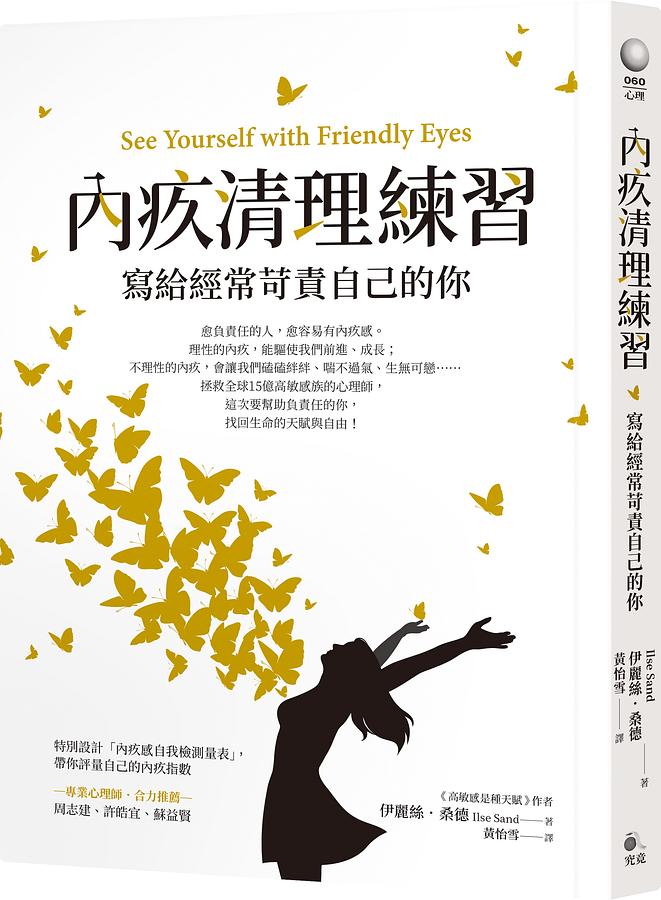 See Yourself with Friendly Eyes
內疚清理練習
寫給經常苛責自己的你
愈負責任的人，愈容易有內疚感。
理性的內疚，能驅使我們前進、成長；
不理性的內疚，會讓我們磕磕絆絆、喘不過氣、生無可戀……
拯救全球15億高敏感族的心理師，
這次要幫助負責任的你，
找回生命的天賦與自由！
特別設計「內疚感自我檢測量表」，
帶你評量自己的內疚指數
—專業心理師．合力推薦—
周志建、許皓宜、蘇益賢
《高敏感是種天賦》作者
伊麗絲．桑德 Ilse Sand——著
黃怡雪——譯
060
心理
內疚清理練習
寫給經常苛責自己的你
Ilse Sand
伊麗絲．桑德——著
黃怡雪——譯
究竟